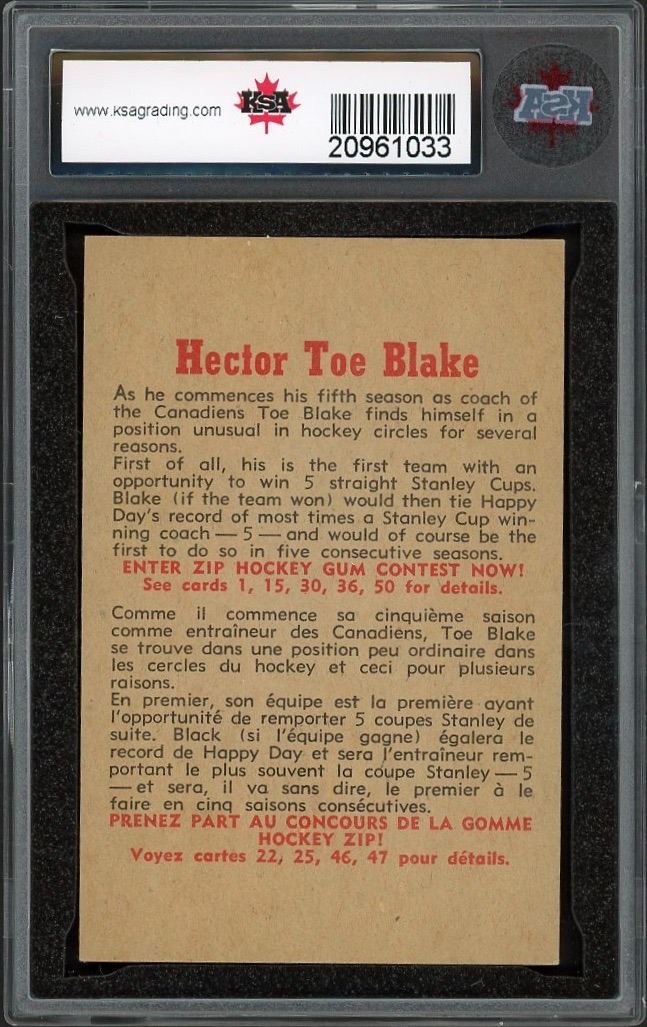 www.ksagrading.com
KSA
20961033
KSA
Hector Toe Blake
As he commences his fifth season as coach of
the Canadiens Toe Blake finds himself in a
position unusual in hockey circles for several
reasons.
First of all, his is the first team with an
opportunity to win 5 straight Stanley Cups.
Blake (if the team won) would then tie Happy
Day's record of most times a Stanley Cup win-
ning coach — 5 — and would of course be the
first to do so in five consecutive seasons.
ENTER ZIP HOCKEY GUM CONTEST NOW!
See cards 1, 15, 30, 36, 50 for details.
Comme il commence sa cinquième saison
comme entraîneur des Canadiens, Toe Blake
se trouve dans une position peu ordinaire dans
les cercles du hockey et ceci pour plusieurs
raisons.
En premier, son équipe est la première ayant
l'opportunité de remporter 5 coupes Stanley de
suite. Black (si l'équipe gagne) égalera le
record de Happy Day et sera l'entraîneur rem-
portant le plus souvent la coupe Stanley — 5
— et sera, il va sans dire, le premier à le
faire en cinq saisons consécutives.
PRENEZ PART AU CONCOURS DE LA GOMME
HOCKEY ZIP!
Voyez cartes 22, 25, 46, 47 pour détails.